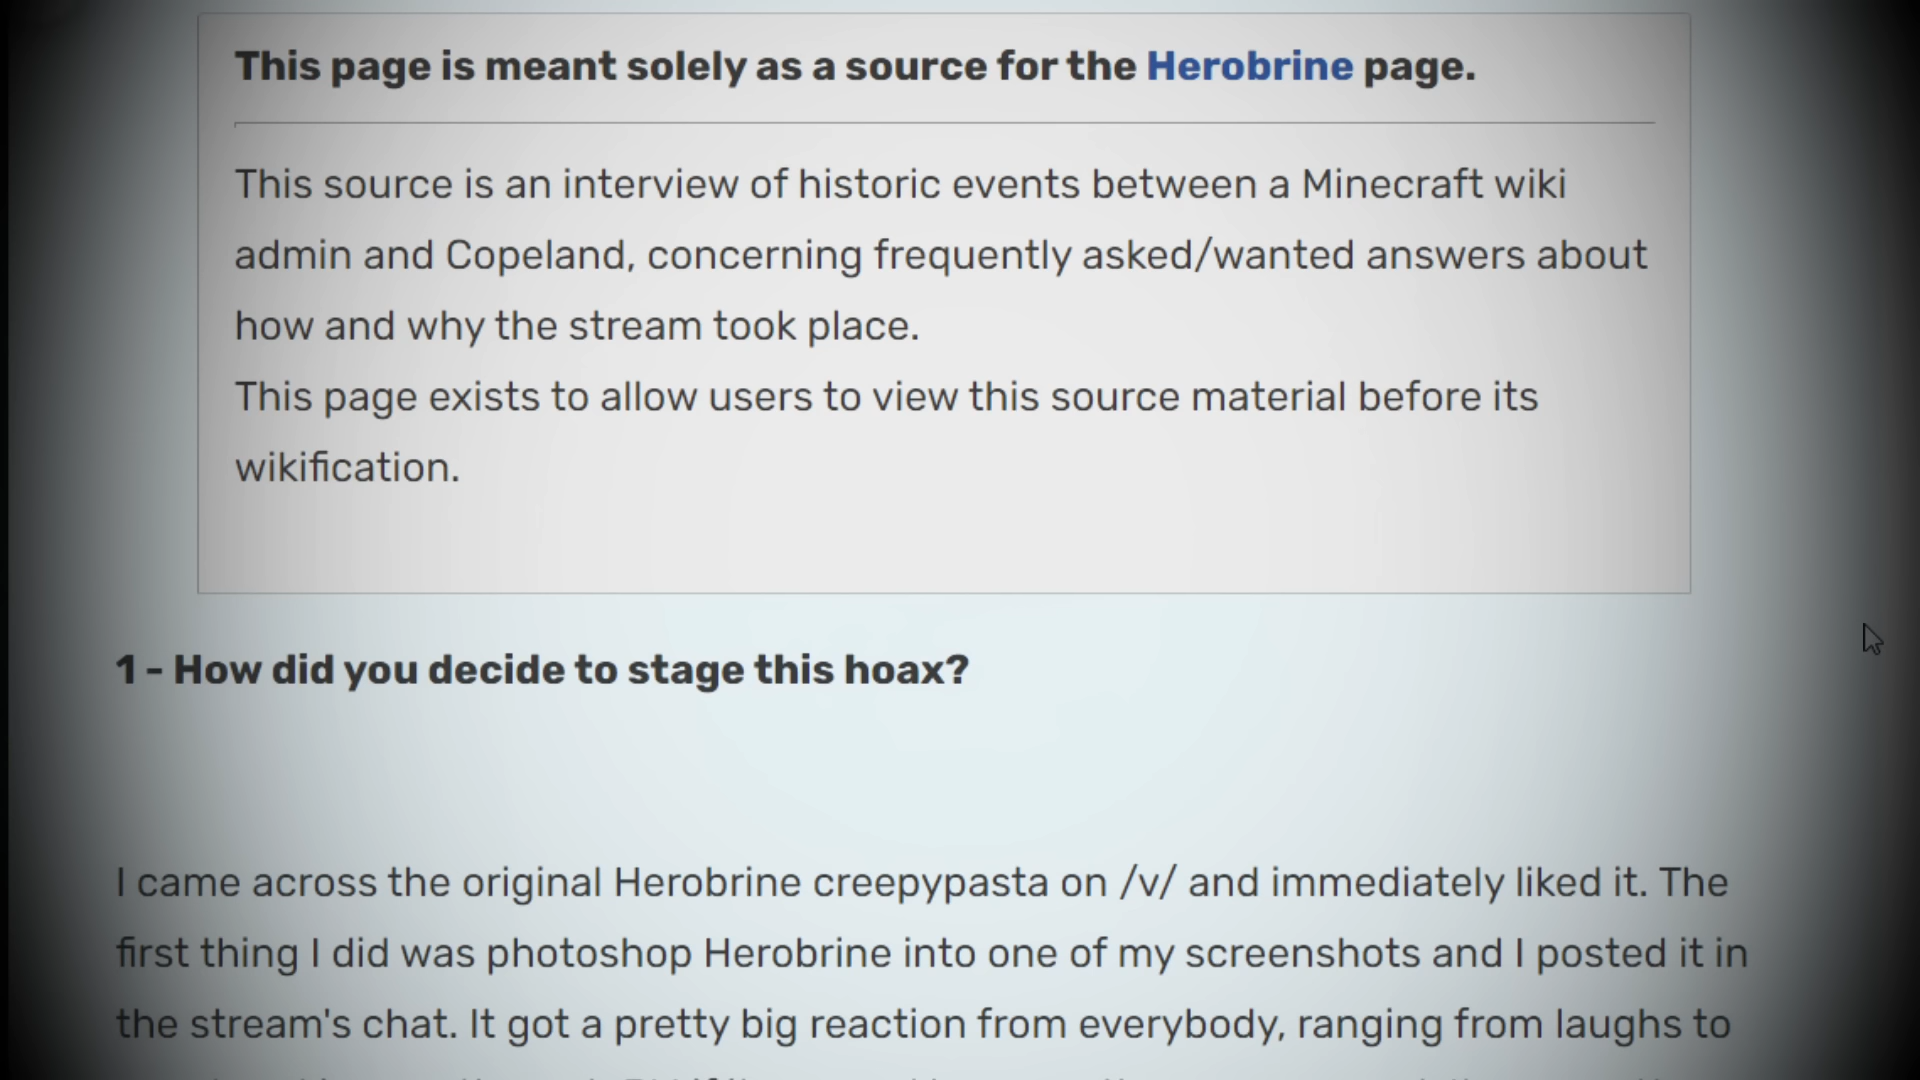 This page is meant solely as a source for the Herobrine page.
This source is an interview of historic events between a Minecraft wiki
admin and Copeland, concerning frequently asked/wanted answers about
how and why the stream took place.
This page exists to allow users to view this source material before its
wikification.
1 - How did you decide to stage this hoax?
I came across the original Herobrine creepypasta on /v/ and immediately liked it. The
first thing I did was photoshop Herobrine into one of my screenshots and I posted it in
the stream's chat. It got a pretty big reaction from everybody, ranging from laughs to